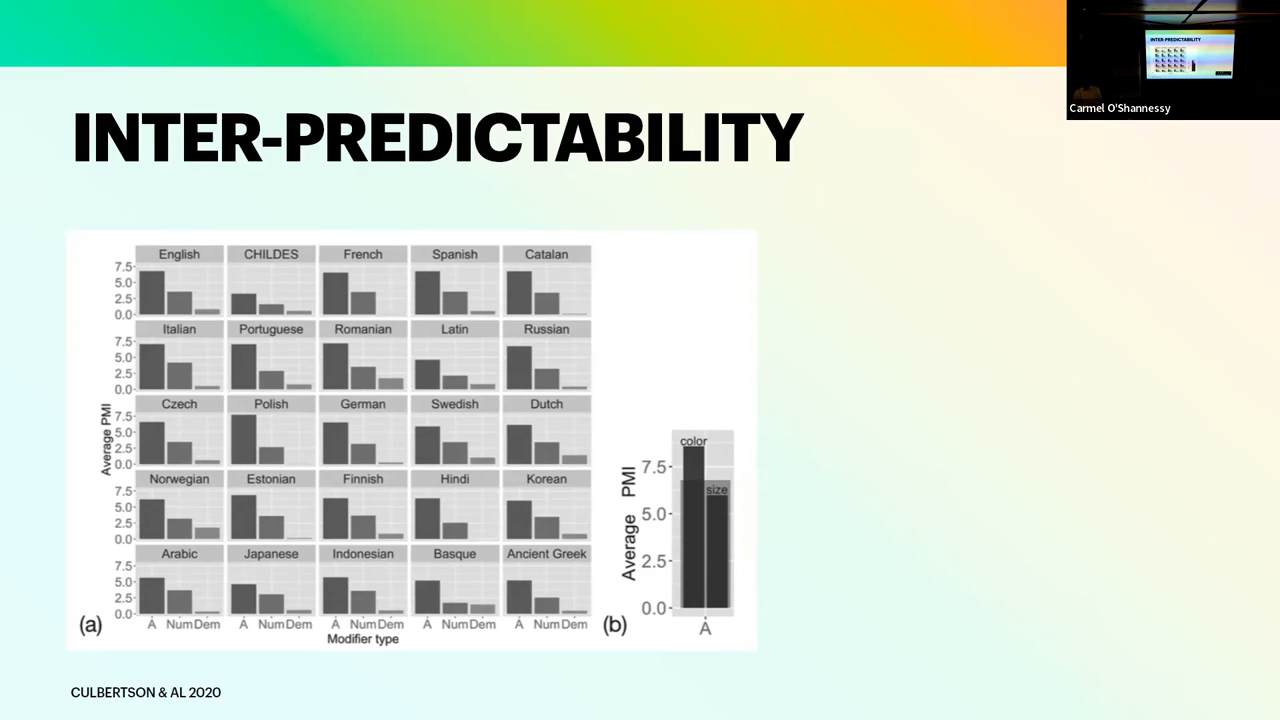 INTER-PREDICTABILITY
Carmel O'Shannessy
INTER-PREDICTABILITY
English CHILDES French Spanish Catalan
7.5
5.0
2.5
0.0
Italian Portuguese Romanian Latin Russian
7.5
5.0
2.5
0.0
Czech Polish German Swedish Dutch
7.5
5.0
2.5
0.0
Norwegian Estonian Finnish Hindi Korean
7.5
5.0
2.5
0.0
Arabic Japanese Indonesian Basque Ancient Greek
7.5
5.0
2.5
0.0
A Num Dem A Num Dem A Num Dem A Num Dem A Num Dem
Modifier type
Average PMI
(a)
color
size
7.5
5.0
2.5
0.0
A
Average PMI
(b)
CULBERTSON & AL 2020